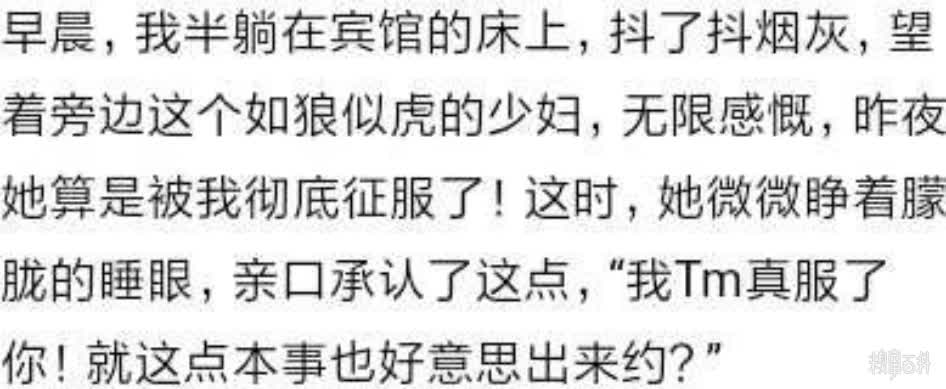 早晨，我半躺在宾馆的床上，抖了抖烟灰，望
着旁边这个如狼似虎的少妇，无限感慨，昨夜
她算是被我彻底征服了！这时，她微微睁着朦
胧的睡眼，亲口承认了这点，“我Tm真服了
你！就这点本事也好意思出来约？”